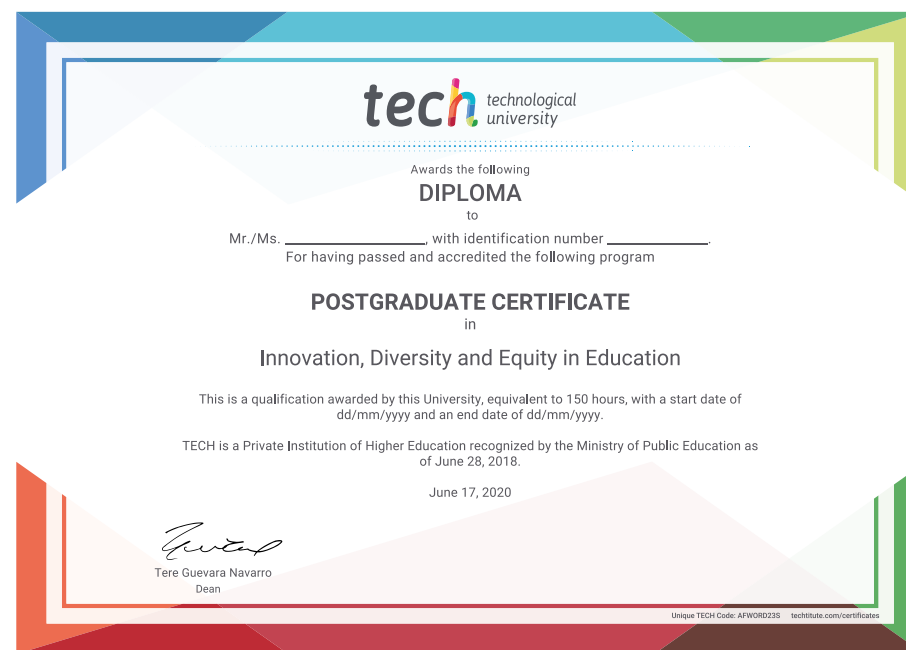 tech technological
university
Awards the following
DIPLOMA
to
Mr./Ms. ____________, with identification number ____________.
For having passed and accredited the following program
POSTGRADUATE CERTIFICATE
in
Innovation, Diversity and Equity in Education
This is a qualification awarded by this University, equivalent to 150 hours, with a start date of
dd/mm/yyyy and an end date of dd/mm/yyyy.
TECH is a Private Institution of Higher Education recognized by the Ministry of Public Education as
of June 28, 2018.
June 17, 2020
Tere Guevara Navarro
Dean
Unique TECH Code: AFWORD23S techtitute.com/certificates